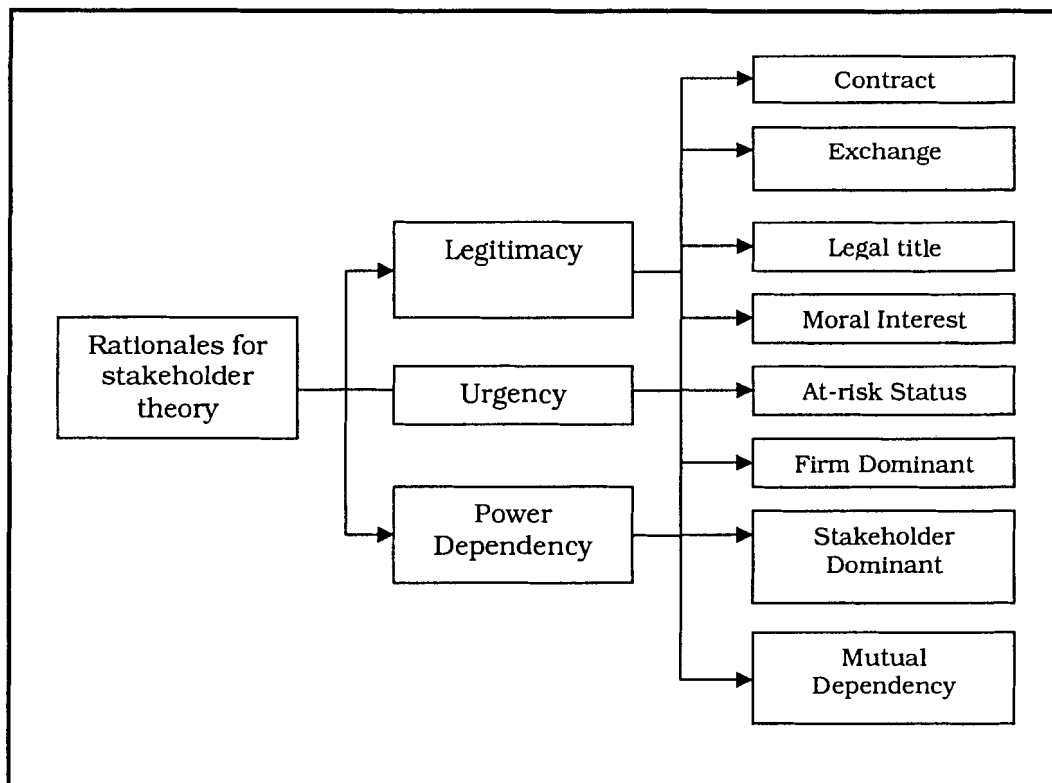 Rationales for
stakeholder
theory
Legitimacy
Urgency
Power
Dependency
Contract
Exchange
Legal title
Moral Interest
At-risk Status
Firm Dominant
Stakeholder
Dominant
Mutual
Dependency